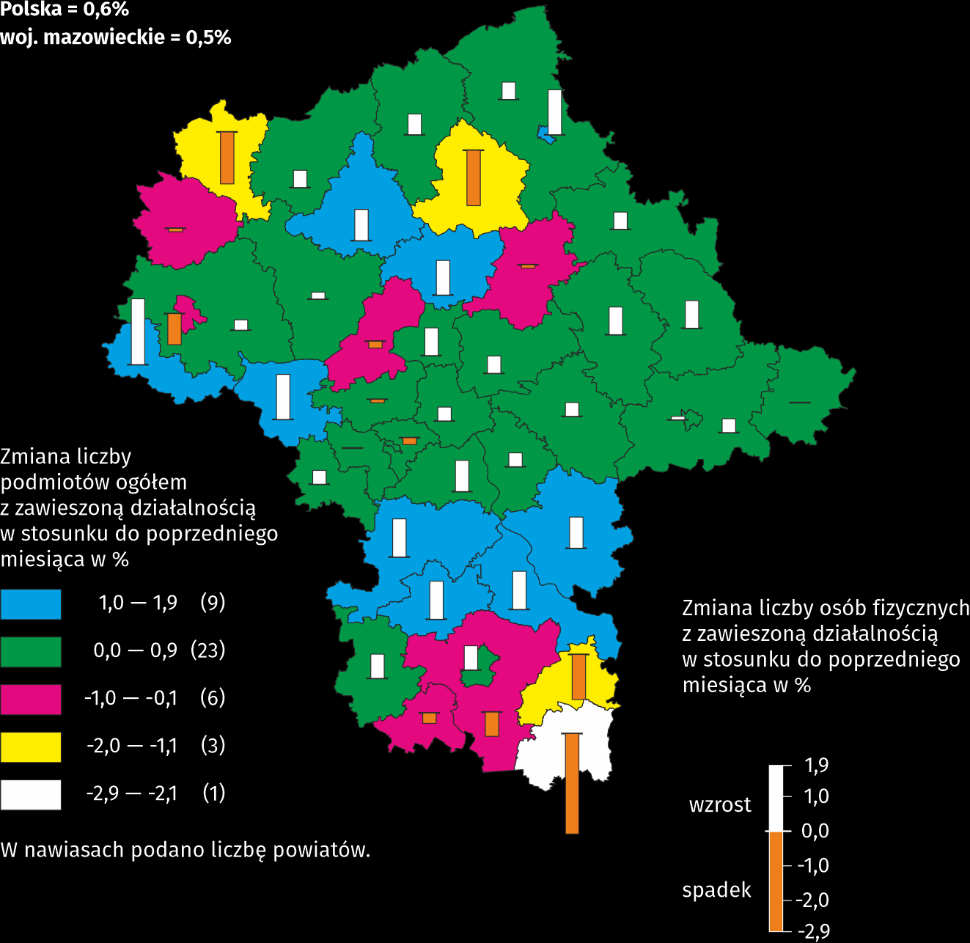 Polska = 0,6%
woj. mazowieckie = 0,5%
Zmiana liczby
podmiotów ogółem
z zawieszoną działalnością
w stosunku do poprzedniego
miesiąca w %
1,0 — 1,9 (9)
0,0 — 0,9 (23)
-1,0 — -0,1 (6)
-2,0 — -1,1 (3)
-2,9 — -2,1 (1)
W nawiasach podano liczbę powiatów.
Zmiana liczby osób fizycznych
z zawieszoną działalnością
w stosunku do poprzedniego
miesiąca w %
1,9
wzrost
1,0
0,0
-1,0
spadek
-2,0
-2,9